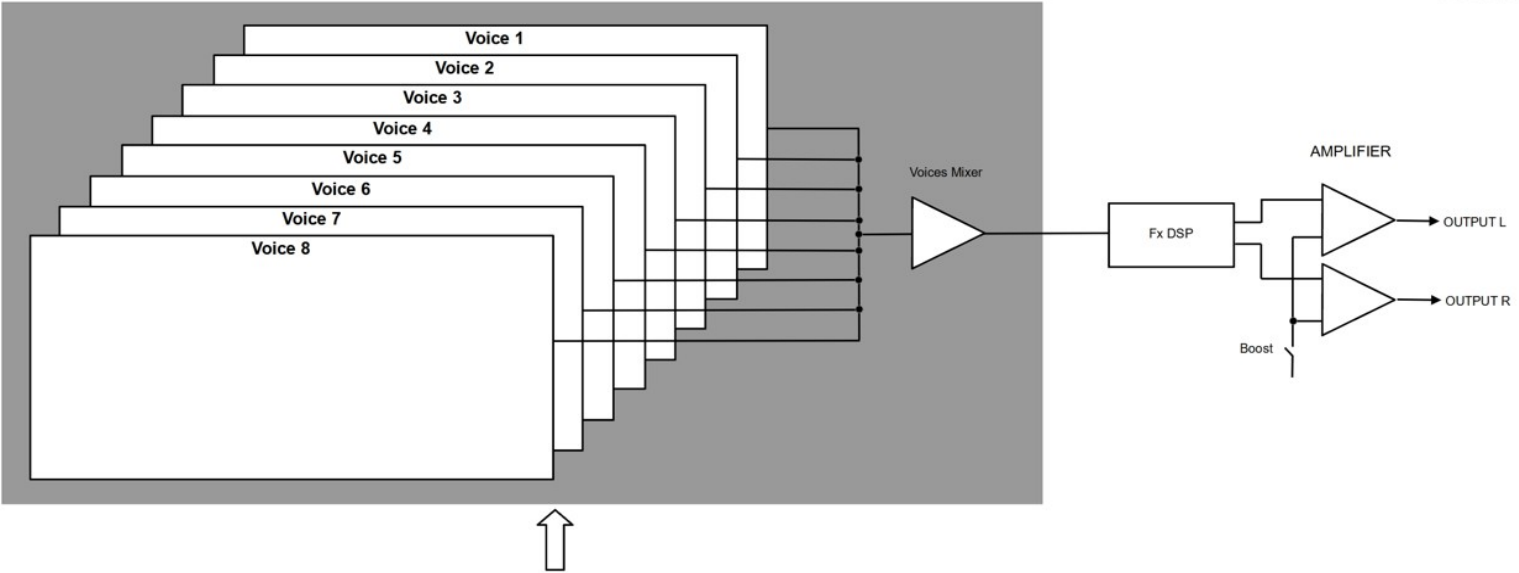 Voice 1
Voice 2
Voice 3
Voice 4
Voice 5
Voice 6
Voice 7
Voice 8
Voices Mixer
Fx DSP
AMPLIFIER
OUTPUT L
OUTPUT R
Boost